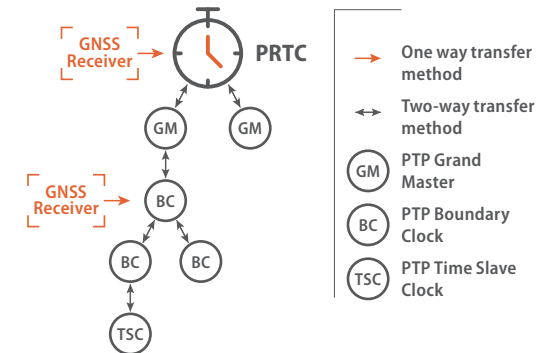 GNSS
Receiver
PRTC
GM
GM
GNSS
Receiver
BC
BC
BC
TSC
One way transfer
method
Two-way transfer
method
GM
PTP Grand
Master
BC
PTP Boundary
Clock
TSC
PTP Time Slave
Clock